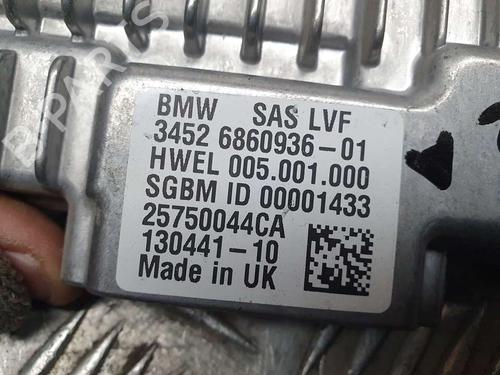 BMW SAS LVF
3452 6860936-01
HWEL 005.001.000
SGBM ID 00001433
25750044CA
130441-10
Made in UK
B-PARTS